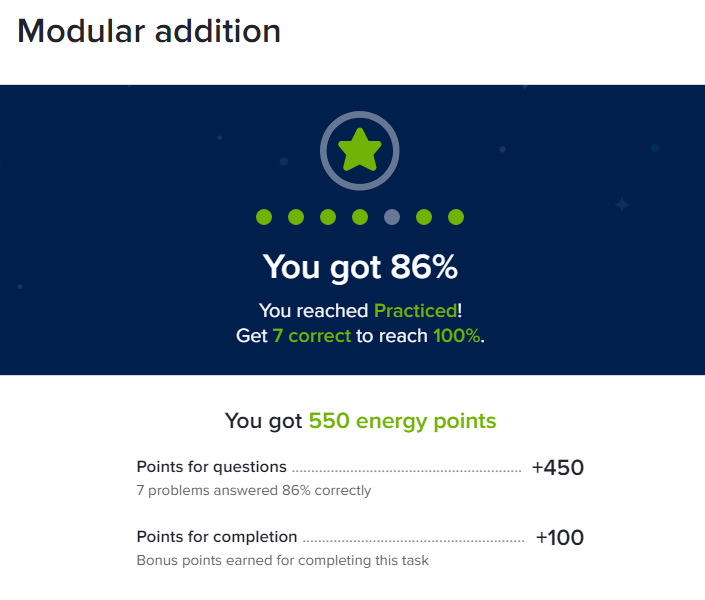 Modular addition
You got 86%
You reached Practiced!
Get 7 correct to reach 100%.
You got 550 energy points
Points for questions ........................................................................ +450
7 problems answered 86% correctly
Points for completion ..................................................................... +100
Bonus points earned for completing this task